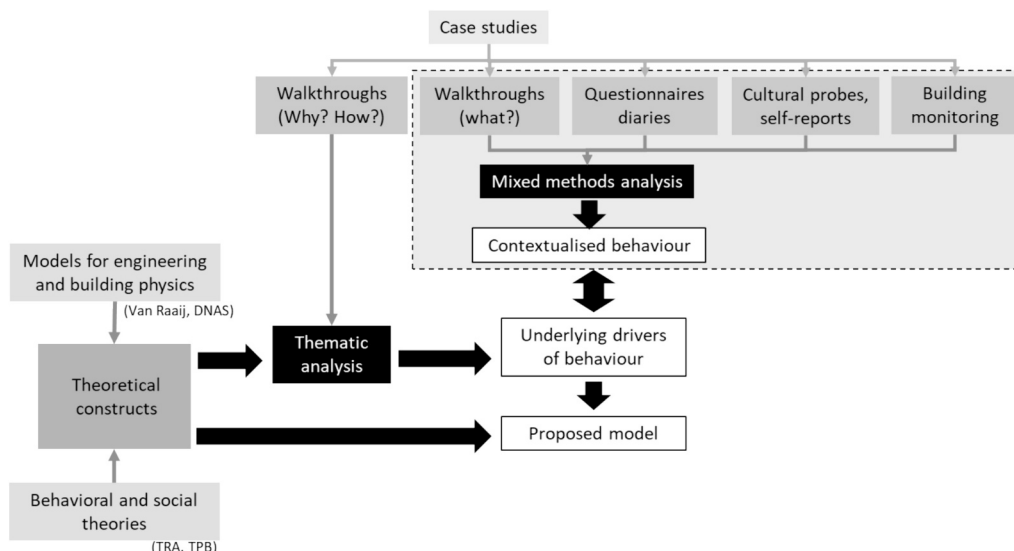 Case studies
Walkthroughs
(Why? How?)
Walkthroughs
(what?)
Questionnaires
diaries
Cultural probes,
self-reports
Building
monitoring
Mixed methods analysis
Contextualised behaviour
Models for engineering
and building physics
(Van Raaij, DNAS)
Theoretical
constructs
Thematic
analysis
Underlying drivers
of behaviour
Proposed model
Behavioral and social
theories
(TRA, TPB)